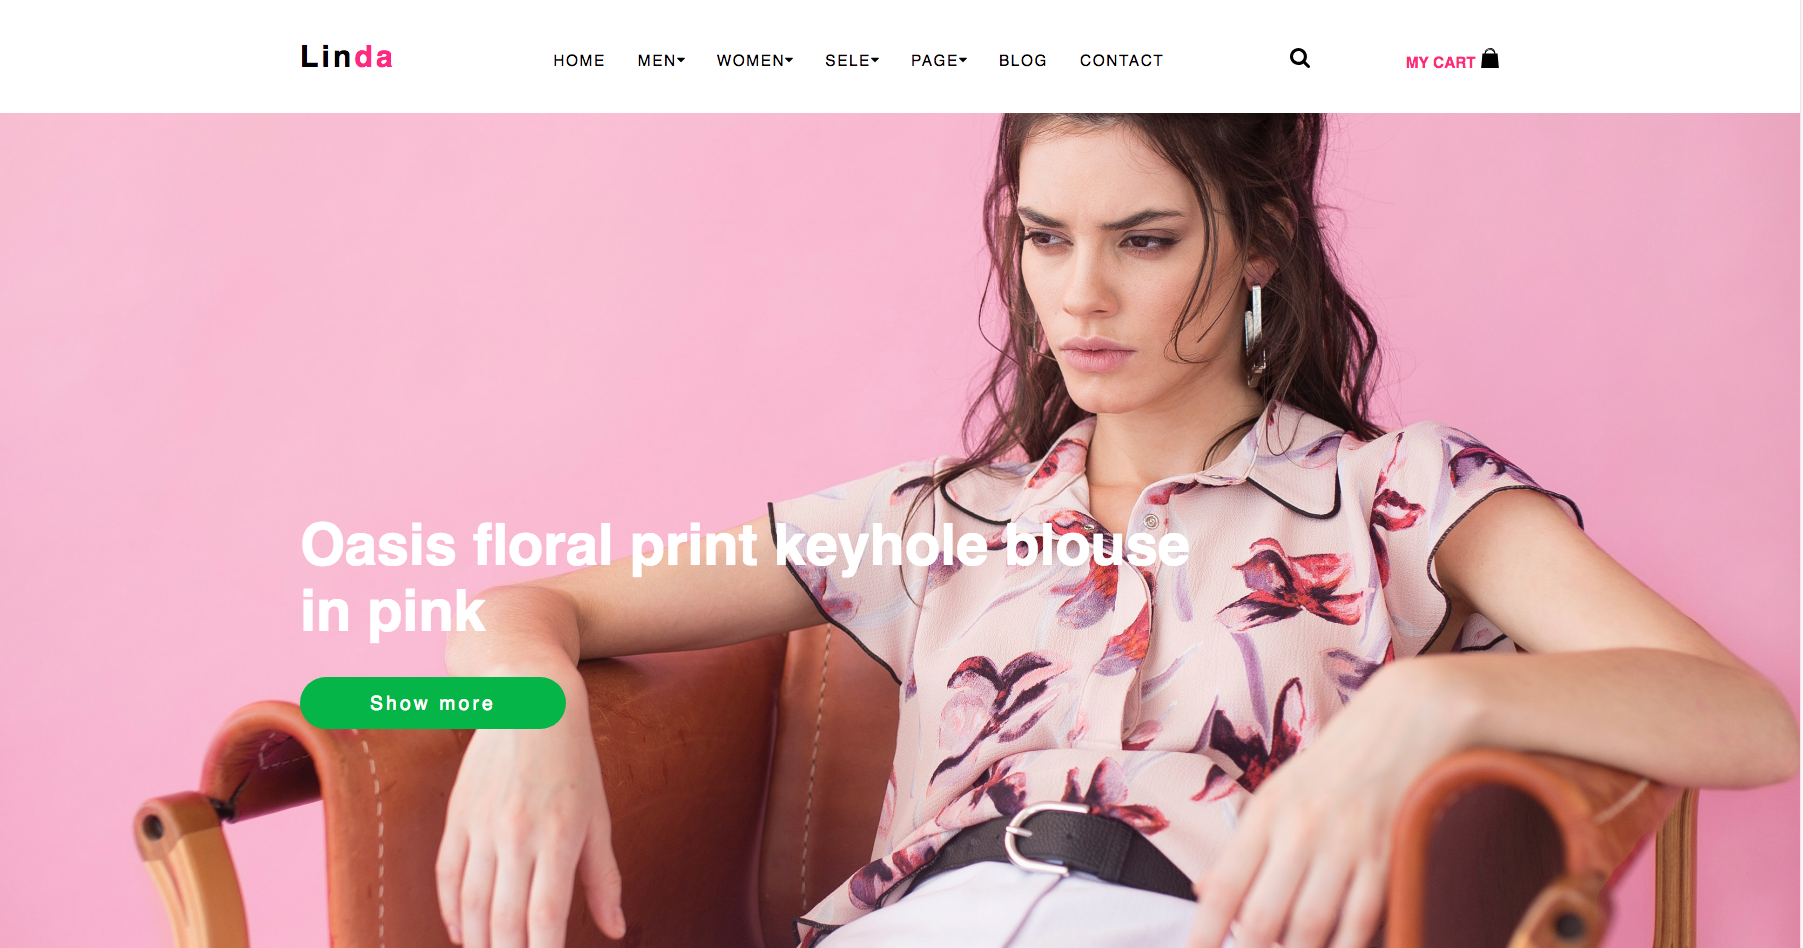 Linda
HOME MEN WOMEN SELE PAGE BLOG CONTACT MY CART
Oasis floral print keyhole blouse
in pink
Show more